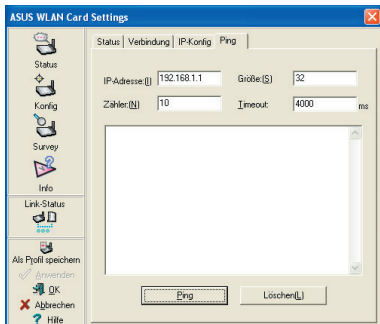 ASUS WLAN Card Settings
Status
Konfig
Survey
Info
Link-Status
Als Profil speichern
Anwenden
OK
Abbrechen
Hilfe
Status Verbindung IP-Konfig Ping
IP-Adresse:(I) 192.168.1.1 Größe:(S) 32
Zähler:(N) 10 Timeout: 4000 ms
Ping Löschen(L)